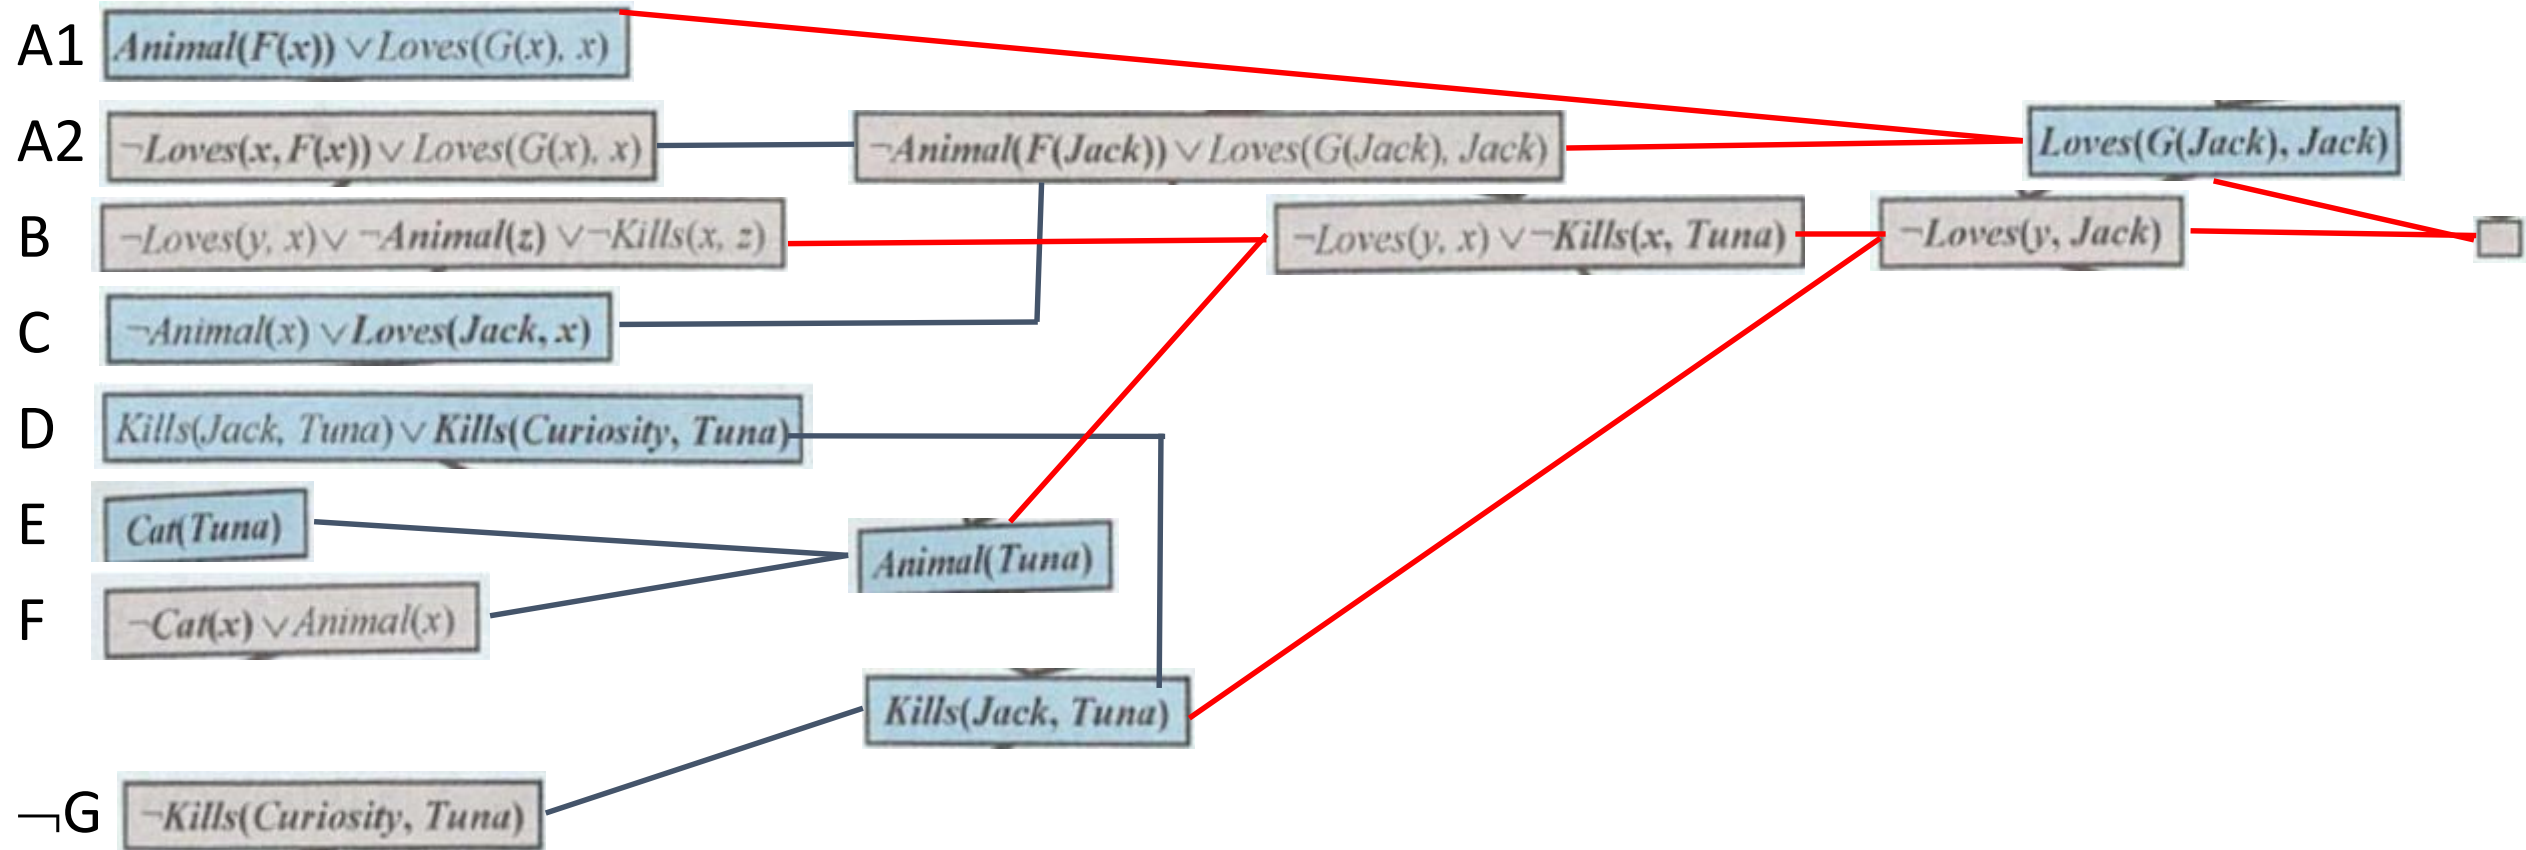 A1 Animal(F(x)) ∨ Loves(G(x), x)
A2 ¬Loves(x, F(x)) ∨ Loves(G(x), x) ¬Animal(F(Jack)) ∨ Loves(G(Jack), Jack) Loves(G(Jack), Jack)
B ¬Loves(y, x) ∨ ¬Animal(z) ∨ ¬Kills(x, z) ¬Loves(y, x) ∨ ¬Kills(x, Tuna) ¬Loves(y, Jack)
C ¬Animal(x) ∨ Loves(Jack, x)
D Kills(Jack, Tuna) ∨ Kills(Curiosity, Tuna)
E Cat(Tuna) Animal(Tuna)
F ¬Cat(x) ∨ Animal(x)
Kills(Jack, Tuna)
¬G ¬Kills(Curiosity, Tuna)